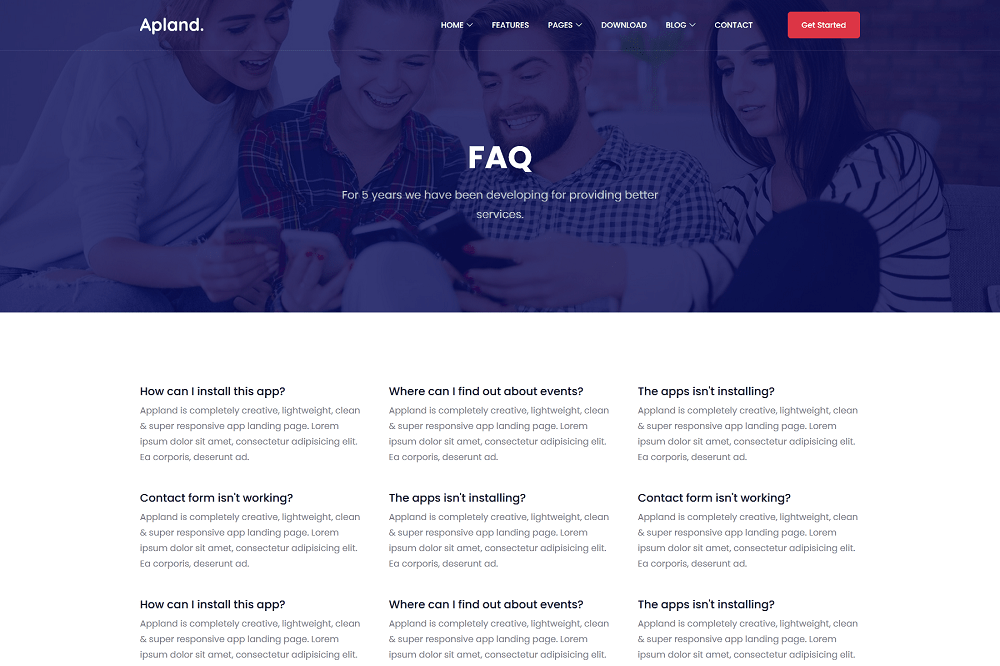 Apland.
HOME FEATURES PAGES DOWNLOAD BLOG CONTACT Get Started
FAQ
For 5 years we have been developing for providing better
services.
How can I install this app?
Appland is completely creative, lightweight, clean
& super responsive app landing page. Lorem
ipsum dolor sit amet, consectetur adipisicing elit.
Ea corporis, deserunt ad.
Where can I find out about events?
Appland is completely creative, lightweight, clean
& super responsive app landing page. Lorem
ipsum dolor sit amet, consectetur adipisicing elit.
Ea corporis, deserunt ad.
The apps isn't installing?
Appland is completely creative, lightweight, clean
& super responsive app landing page. Lorem
ipsum dolor sit amet, consectetur adipisicing elit.
Ea corporis, deserunt ad.
Contact form isn't working?
Appland is completely creative, lightweight, clean
& super responsive app landing page. Lorem
ipsum dolor sit amet, consectetur adipisicing elit.
Ea corporis, deserunt ad.
The apps isn't installing?
Appland is completely creative, lightweight, clean
& super responsive app landing page. Lorem
ipsum dolor sit amet, consectetur adipisicing elit.
Ea corporis, deserunt ad.
Contact form isn't working?
Appland is completely creative, lightweight, clean
& super responsive app landing page. Lorem
ipsum dolor sit amet, consectetur adipisicing elit.
Ea corporis, deserunt ad.
How can I install this app?
Appland is completely creative, lightweight, clean
& super responsive app landing page. Lorem
ipsum dolor sit amet, consectetur adipisicing elit.
Where can I find out about events?
Appland is completely creative, lightweight, clean
& super responsive app landing page. Lorem
ipsum dolor sit amet, consectetur adipisicing elit.
The apps isn't installing?
Appland is completely creative, lightweight, clean
& super responsive app landing page. Lorem
ipsum dolor sit amet, consectetur adipisicing elit.